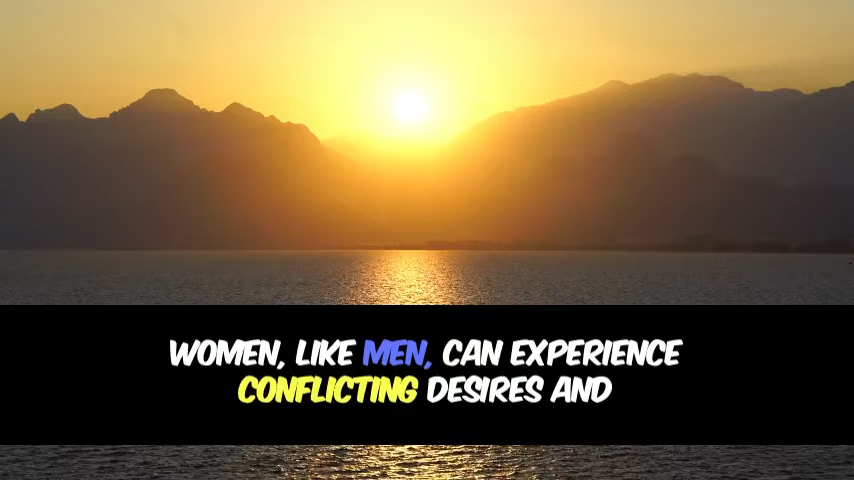 WOMEN, LIKE MEN, CAN EXPERIENCE
CONFLICTING DESIRES AND